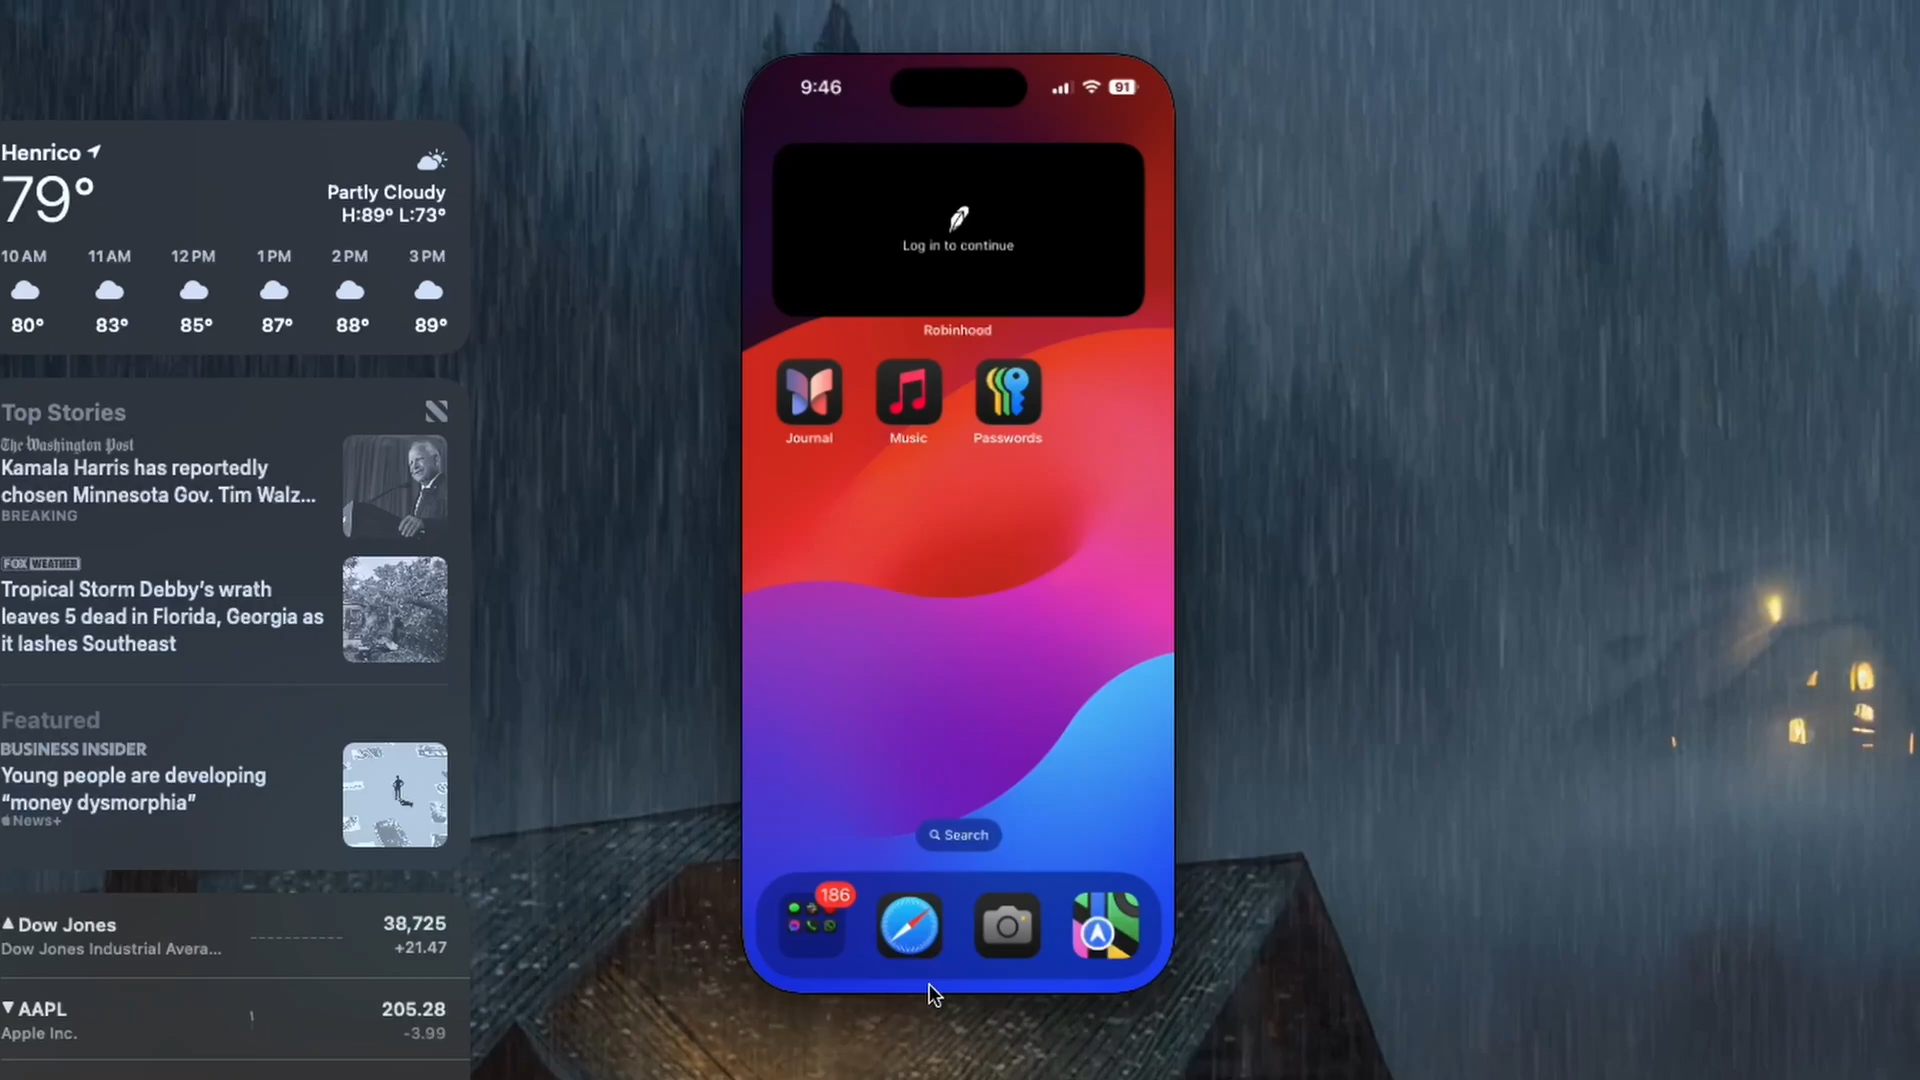 Henrico
79°
Partly Cloudy
H:89° L:73°
10 AM 11 AM 12 PM 1 PM 2 PM 3 PM
80° 83° 85° 87° 88° 89°
Top Stories
The Washington Post
Kamala Harris has reportedly
chosen Minnesota Gov. Tim Walz...
BREAKING
FOX WEATHER
Tropical Storm Debby's wrath
leaves 5 dead in Florida, Georgia as
it lashes Southeast
Featured
BUSINESS INSIDER
Young people are developing
“money dysmorphia”
News+
Dow Jones 38,725
Dow Jones Industrial Avera... +21.47
AAPL 205.28
Apple Inc. -3.99
9:46
91
Log in to continue
Robinhood
Journal Music Passwords
Search
186